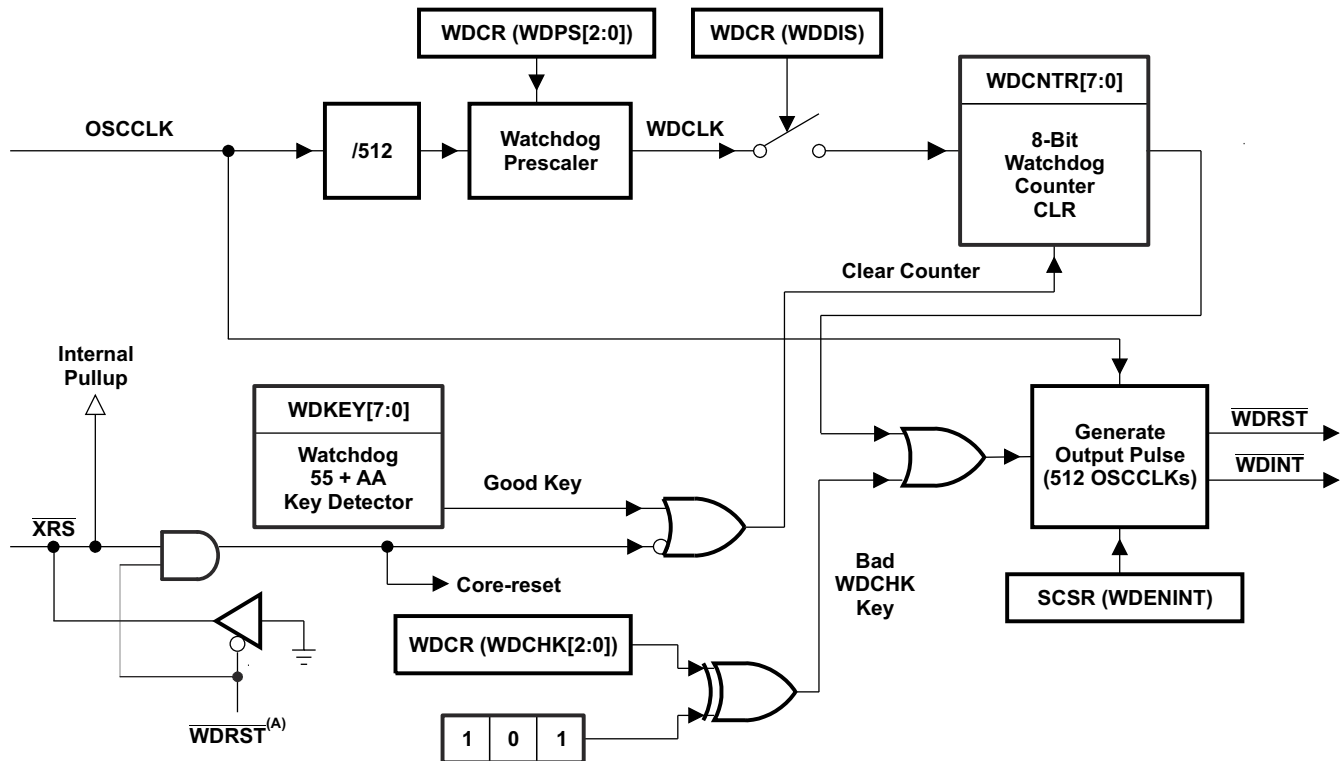 WDCR (WDPS[2:0])
WDCR (WDDIS)
WDCNTR[7:0]
OSCCLK
/512
Watchdog
Prescaler
WDCLK
8-Bit
Watchdog
Counter
CLR
Clear Counter
Internal
Pullup
WDKEY[7:0]
Watchdog
55 + AA
Key Detector
Good Key
Generate
Output Pulse
(512 OSCCLKs)
WDRST
WDINT
XRS
Core-reset
Bad
WDCHK
Key
SCSR (WDENINT)
WDCR (WDCHK[2:0])
WDRST(A)
1 0 1